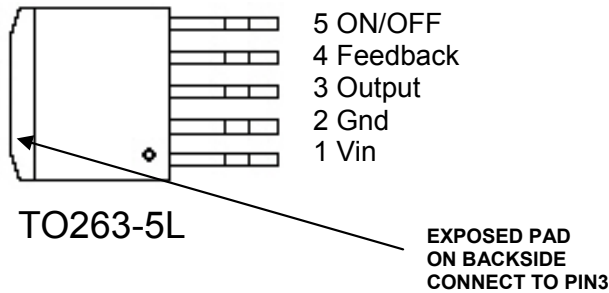 5 ON/OFF
4 Feedback
3 Output
2 Gnd
1 Vin
TO263-5L
EXPOSED PAD
ON BACKSIDE
CONNECT TO PIN3